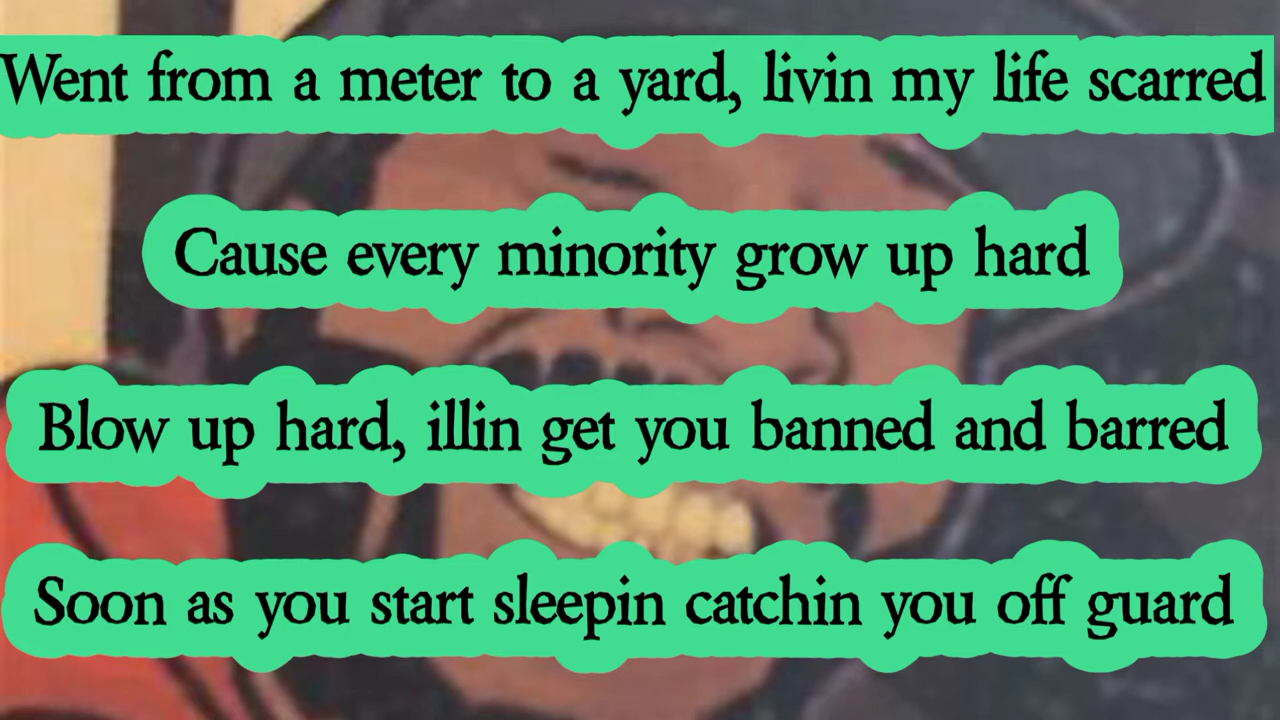 Went from a meter to a yard, livin my life scarred
Cause every minority grow up hard
Blow up hard, illin get you banned and barred
Soon as you start sleepin catchin you off guard